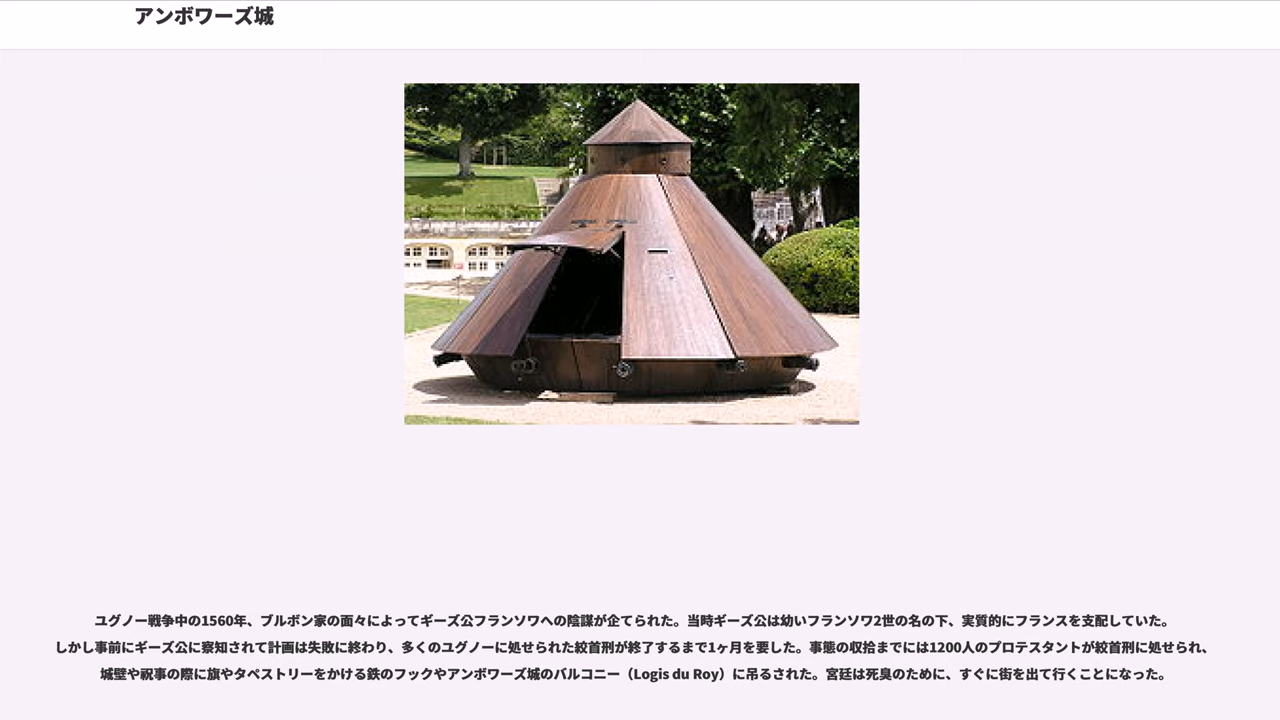 アンボワーズ城
ユグノー戦争中の1560年、ブルボン家の面々によってギーズ公フランソワへの陰謀が企てられた。当時ギーズ公は幼いフランソワ2世の名の下、実質的にフランスを支配していた。
しかし事前にギーズ公に察知されて計画は失敗に終わり、多くのユグノーに処せられた絞首刑が終了するまで1ヶ月を要した。事態の収拾までには1200人のプロテスタントが絞首刑に処せられ、
城壁や祝事の際に旗やタペストリーをかける鉄のフックやアンボワーズ城のバルコニー（Logis du Roy）に吊るされた。宮廷は死臭のために、すぐに街を出て行くことになった。